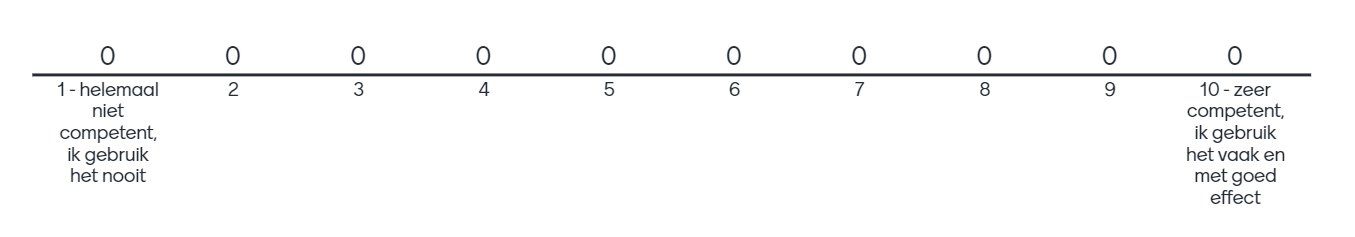 0 0 0 0 0 0 0 0 0 0
1 - helemaal niet competent, ik gebruik het nooit
2
3
4
5
6
7
8
9
10 - zeer competent, ik gebruik het vaak en met goed effect